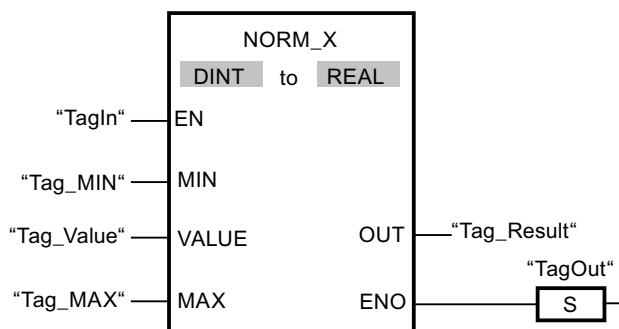 NORM_X
DINT to REAL
“TagIn“ EN
“Tag_MIN“ MIN
“Tag_Value“ VALUE OUT “Tag_Result“
“TagOut“
“Tag_MAX“ MAX ENO S